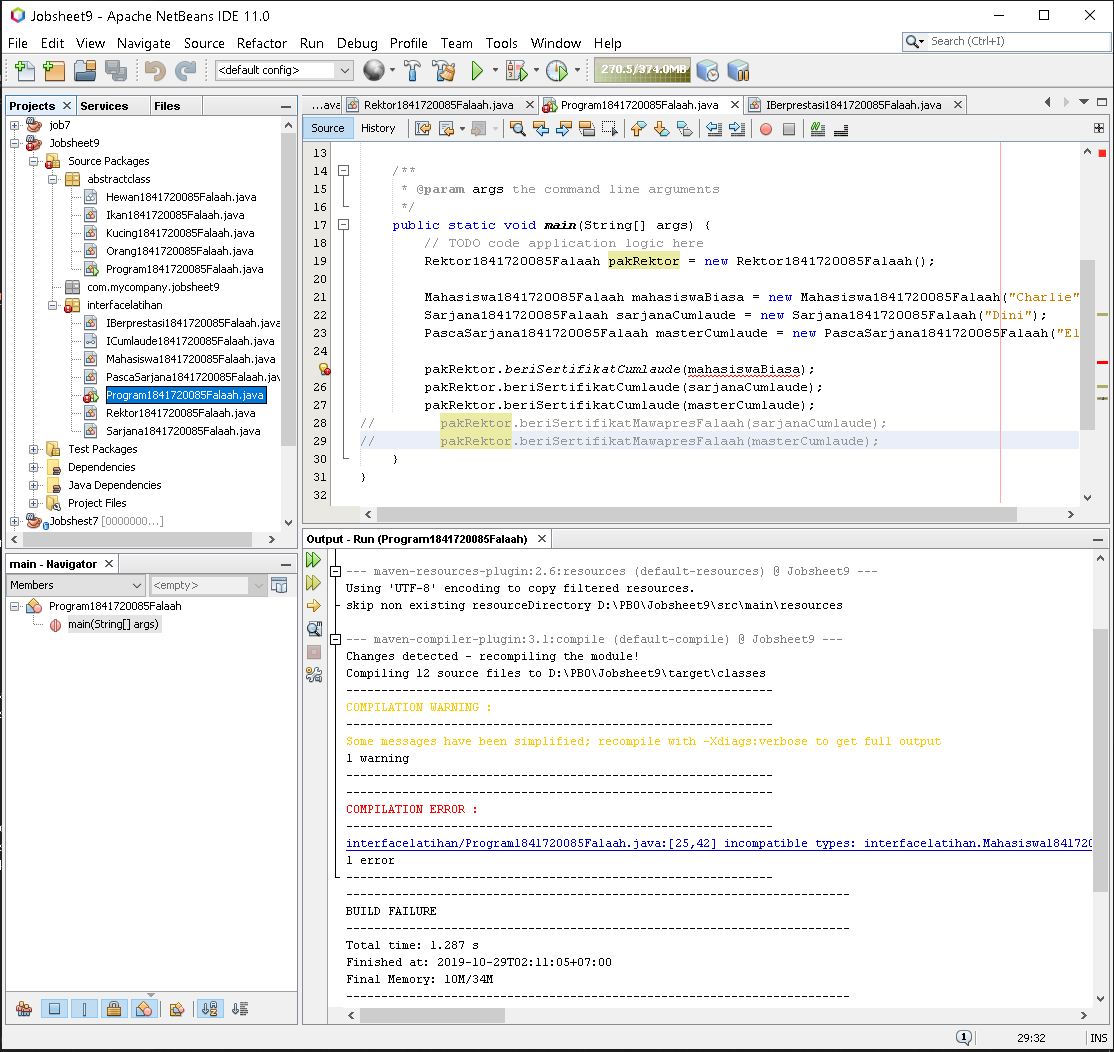 Jobsheet9 - Apache NetBeans IDE 11.0
File Edit View Navigate Source Refactor Run Debug Profile Team Tools Window Help
Search (Ctrl+I)
<default config>
270.5/374.0MB
Projects
Services
Files
job7
Jobsheet9
Source Packages
abstractclass
Hewan1841720085Falaah.java
Ikan1841720085Falaah.java
Kucing1841720085Falaah.java
Orang1841720085Falaah.java
Program1841720085Falaah.java
com.mycompany.jobsheet9
interfacelatihan
IBerprestasi1841720085Falaah.java
ICumlaude1841720085Falaah.java
Mahasiswa1841720085Falaah.java
PascaSarjana1841720085Falaah.jav
Program1841720085Falaah.java
Rektor1841720085Falaah.java
Sarjana1841720085Falaah.java
Test Packages
Dependencies
Java Dependencies
Project Files
Jobshest7 [0000000...]
main - Navigator
Members
<empty>
Program1841720085Falaah
main(String[] args)
...ava
Rektor1841720085Falaah.java
Program1841720085Falaah.java
IBerprestasi1841720085Falaah.java
Source
History
13
14 /**
15 * @param args the command line arguments
16 */
17 public static void main(String[] args) {
18 // TODO code application logic here
19 Rektor1841720085Falaah pakRektor = new Rektor1841720085Falaah();
20
21 Mahasiswa1841720085Falaah mahasiswaBiasa = new Mahasiswa1841720085Falaah("Charlie"
22 Sarjana1841720085Falaah sarjanaCumlaude = new Sarjana1841720085Falaah("Dini");
23 PascaSarjana1841720085Falaah masterCumlaude = new PascaSarjana1841720085Falaah("El
24
pakRektor.beriSertifikatCumlaude(mahasiswaBiasa);
26 pakRektor.beriSertifikatCumlaude(sarjanaCumlaude);
27 pakRektor.beriSertifikatCumlaude(masterCumlaude);
28 // pakRektor.beriSertifikatMawapresFalaah(sarjanaCumlaude);
29 // pakRektor.beriSertifikatMawapresFalaah(masterCumlaude);
30 }
31 }
32
Output - Run (Program1841720085Falaah)
--- maven-resources-plugin:2.6:resources (default-resources) @ Jobsheet9 ---
Using 'UTF-8' encoding to copy filtered resources.
skip non existing resourceDirectory D:\PBO\Jobsheet9\src\main\resources
--- maven-compiler-plugin:3.1:compile (default-compile) @ Jobsheet9 ---
Changes detected - recompiling the module!
Compiling 12 source files to D:\PBO\Jobsheet9\target\classes
-------------------------------------------------------------
COMPILATION WARNING :
-------------------------------------------------------------
Some messages have been simplified; recompile with -Xdiags:verbose to get full output
1 warning
-------------------------------------------------------------
-------------------------------------------------------------
COMPILATION ERROR :
-------------------------------------------------------------
interfacelatihan/Program1841720085Falaah.java:[25,42] incompatible types: interfacelatihan.Mahasiswa184172
1 error
-------------------------------------------------------------
------------------------------------------------------------------------
BUILD FAILURE
------------------------------------------------------------------------
Total time: 1.287 s
Finished at: 2019-10-29T02:11:05+07:00
Final Memory: 10M/34M
------------------------------------------------------------------------
1
29:32
INS